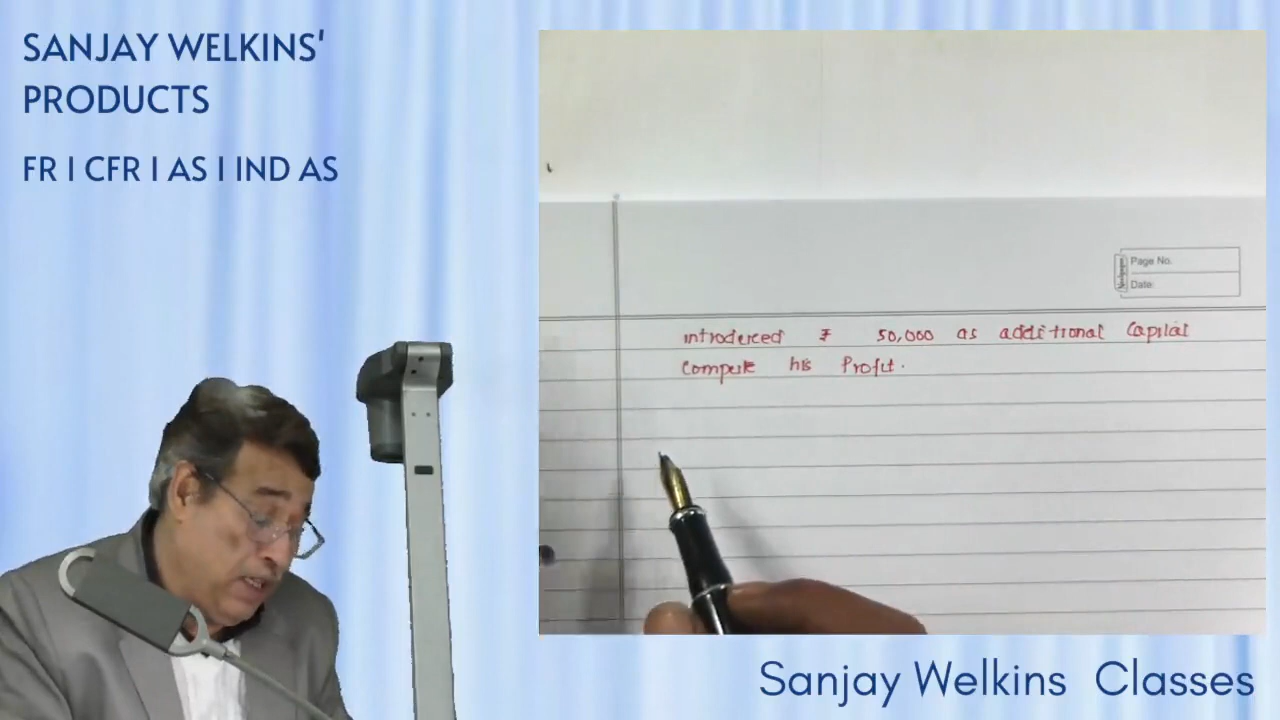 SANJAY WELKINS'
PRODUCTS
FR I CFR I AS I IND AS
Page No.
Date:
introduced ₹ 50,000 as additional Capital
Compute his Profit.
Sanjay Welkins Classes